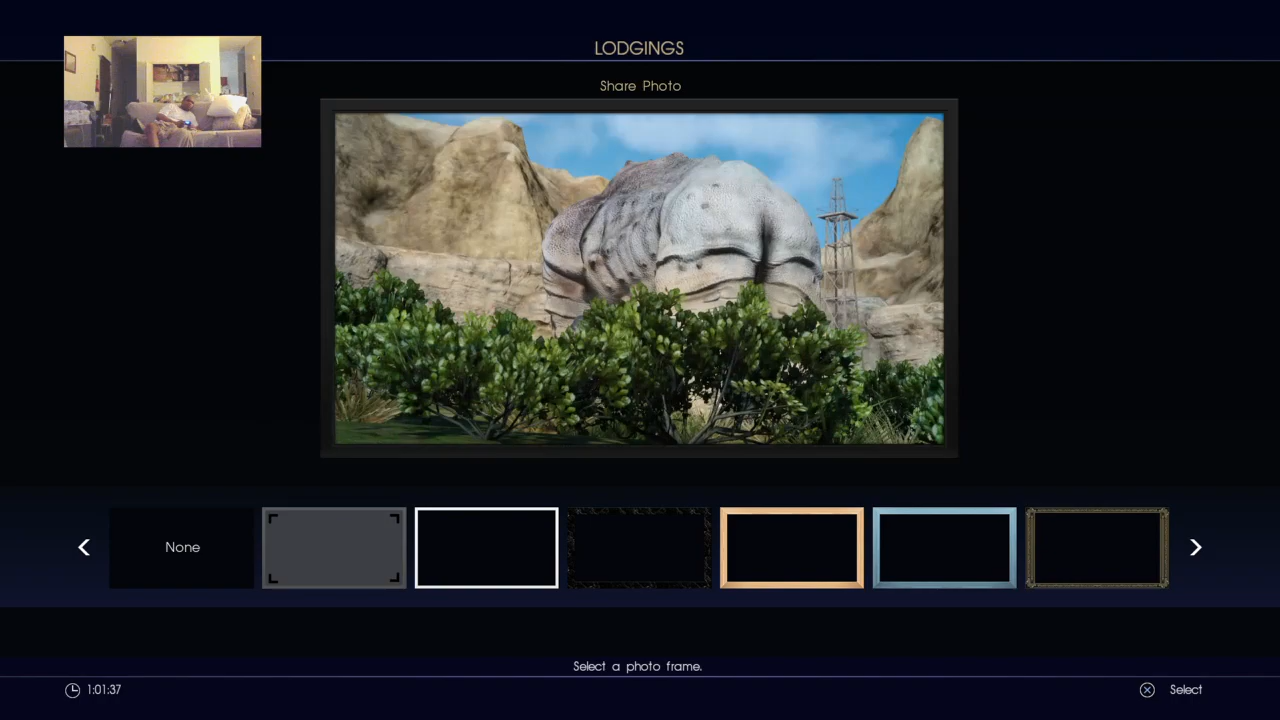 LODGINGS
Share Photo
None
Select a photo frame.
1:01:37
Select